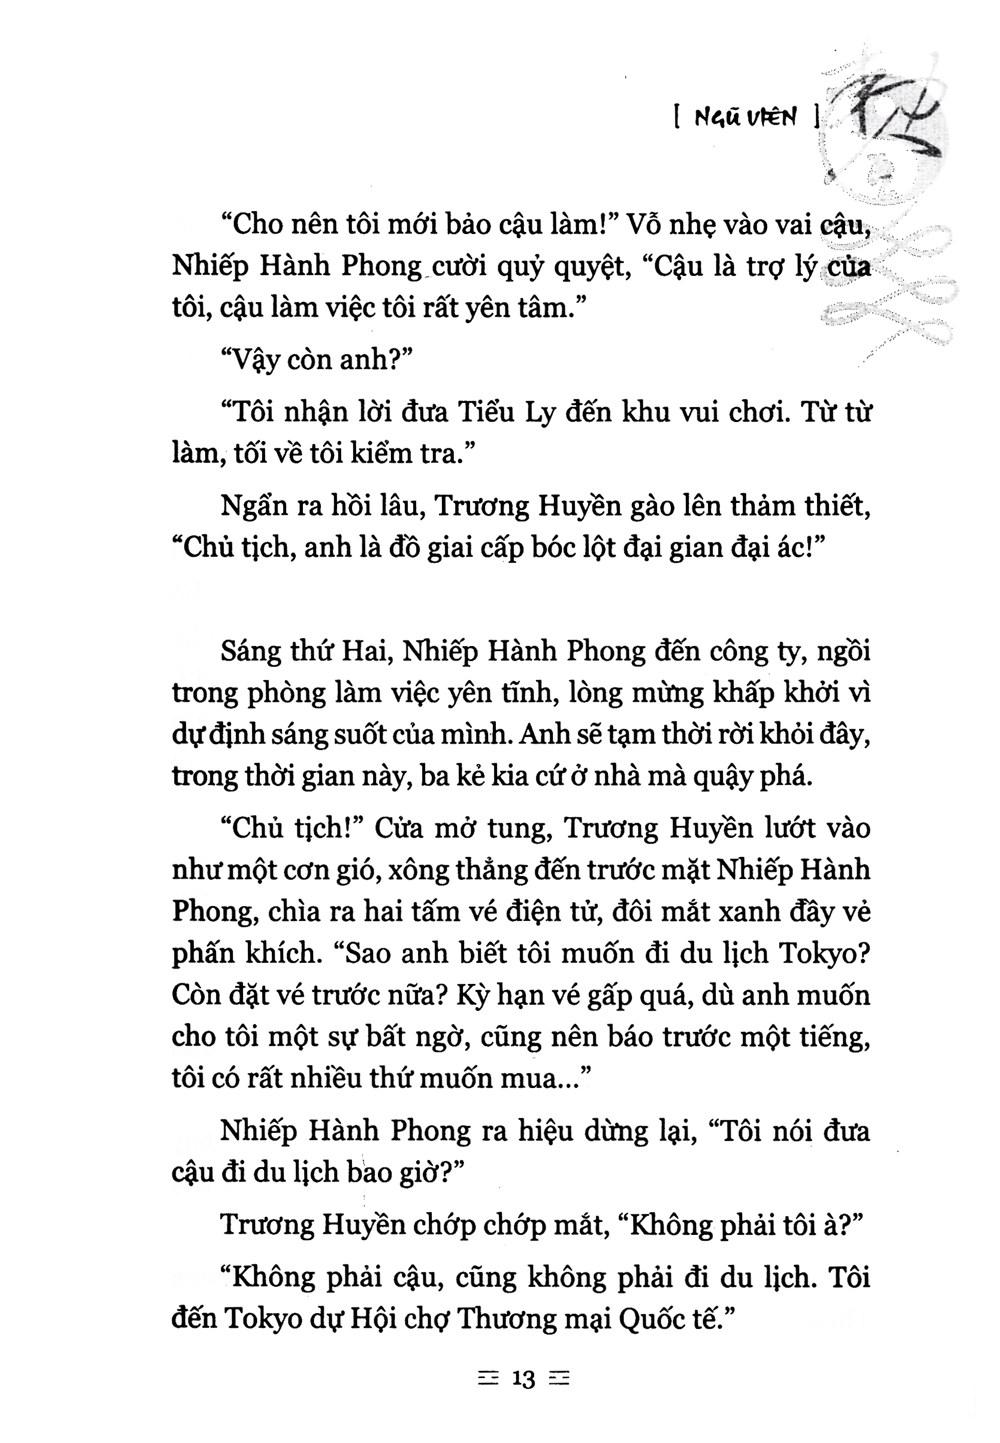 [ NGŨ VIÊN ]
“Cho nên tôi mới bảo cậu làm!” Vỗ nhẹ vào vai cậu,
Nhiếp Hành Phong cười quỷ quyệt, “Cậu là trợ lý của
tôi, cậu làm việc tôi rất yên tâm.”
“Vậy còn anh?”
“Tôi nhận lời đưa Tiểu Ly đến khu vui chơi. Từ từ
làm, tối về tôi kiểm tra.”
Ngẩn ra hồi lâu, Trương Huyền gào lên thảm thiết,
“Chủ tịch, anh là đồ giai cấp bóc lột đại gian đại ác!”
Sáng thứ Hai, Nhiếp Hành Phong đến công ty, ngồi
trong phòng làm việc yên tĩnh, lòng mừng khấp khởi vì
dự định sáng suốt của mình. Anh sẽ tạm thời rời khỏi đây,
trong thời gian này, ba kẻ kia cứ ở nhà mà quậy phá.
“Chủ tịch!” Cửa mở tung, Trương Huyền lướt vào
như một cơn gió, xông thẳng đến trước mặt Nhiếp Hành
Phong, chìa ra hai tấm vé điện tử, đôi mắt xanh đầy vẻ
phấn khích. “Sao anh biết tôi muốn đi du lịch Tokyo?
Còn đặt vé trước nữa? Kỳ hạn vé gấp quá, dù anh muốn
cho tôi một sự bất ngờ, cũng nên báo trước một tiếng,
tôi có rất nhiều thứ muốn mua...”
Nhiếp Hành Phong ra hiệu dừng lại, “Tôi nói đưa
cậu đi du lịch bao giờ?”
Trương Huyền chớp chớp mắt, “Không phải tôi à?”
“Không phải cậu, cũng không phải đi du lịch. Tôi
đến Tokyo dự Hội chợ Thương mại Quốc tế.”
13